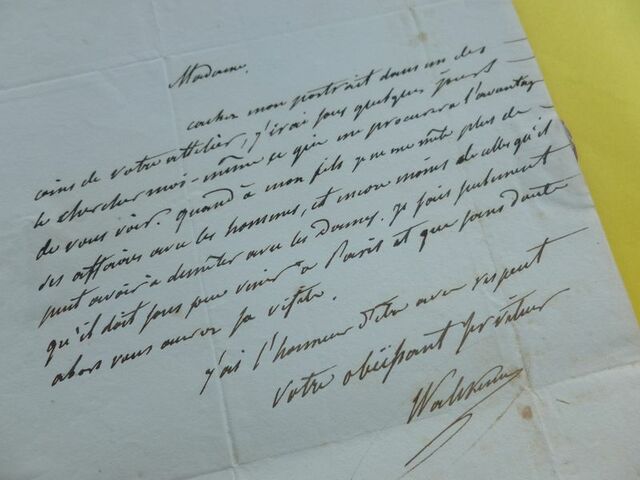 Madame,
cachez mon portrait dans un des
coins de votre attelier, j'irai sous quelques jours
le chercher moi-même ce qui me procurera l'avantage
de vous voir. quand à mon fils je ne me mêle plus de
ses affaires avec les hommes, et encore moins de celles qu'il
peut avoir à demêler avec les Dames. Je sais seulement
qu'il doit sous peu venir à Paris et que sans doute
alors vous aurez sa visite.
j'ai l'honneur d'être avec respect
votre obéissant serviteur